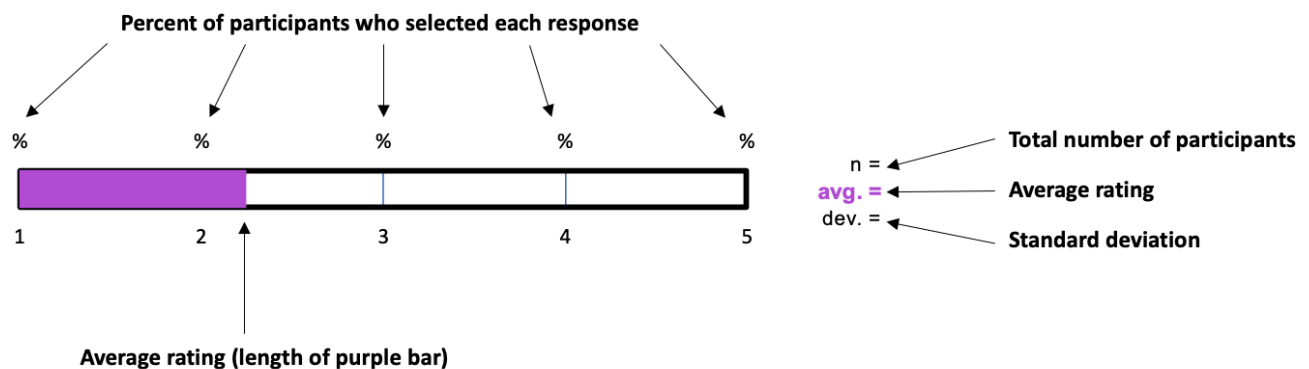 Percent of participants who selected each response
% % % % %
1 2 3 4 5
Average rating (length of purple bar)
n =
avg. =
dev. =
Total number of participants
Average rating
Standard deviation